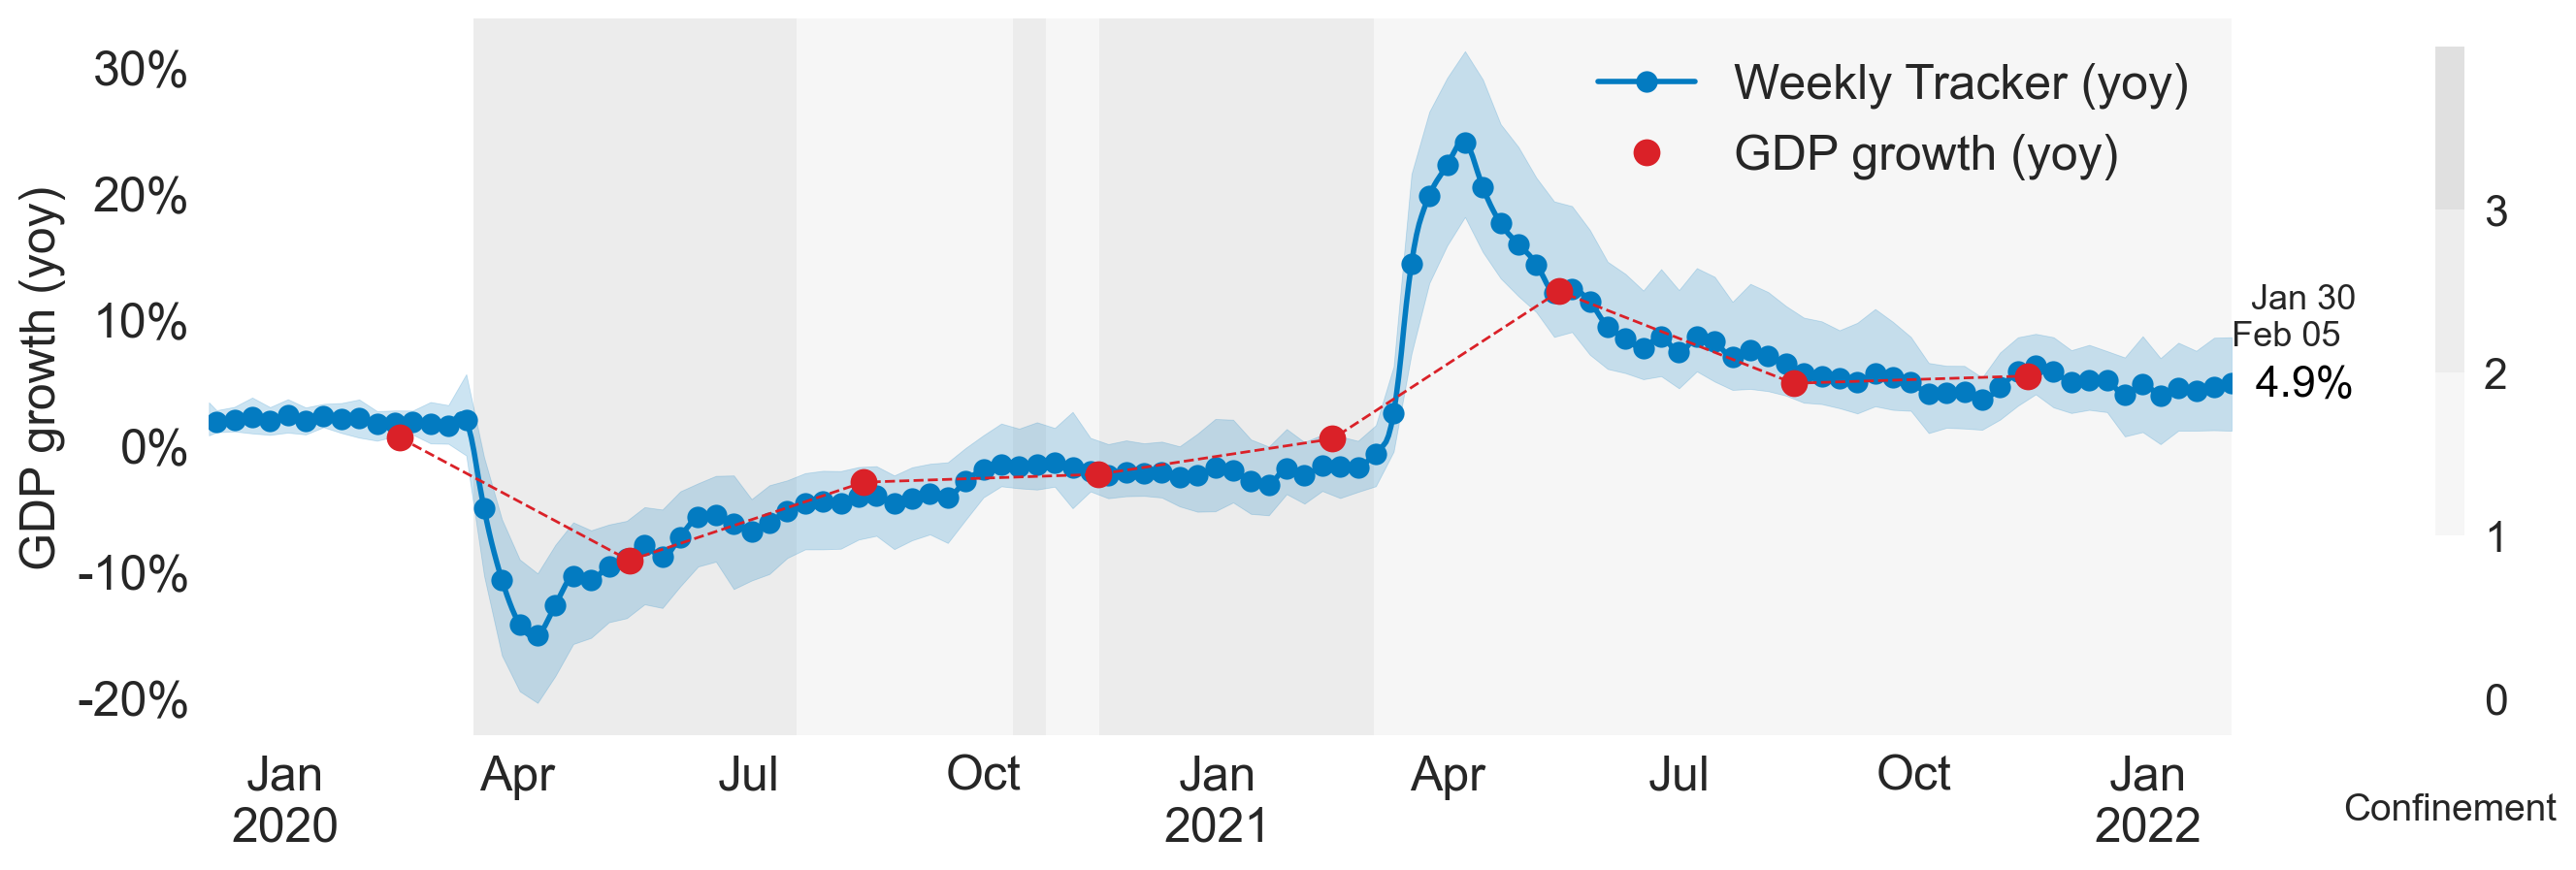 GDP growth (yoy)
30%
20%
10%
0%
-10%
-20%
Weekly Tracker (yoy)
GDP growth (yoy)
Jan 30
Feb 05
4.9%
3
2
1
0
Confinement
Jan
2020
Apr
Jul
Oct
Jan
2021
Apr
Jul
Oct
Jan
2022